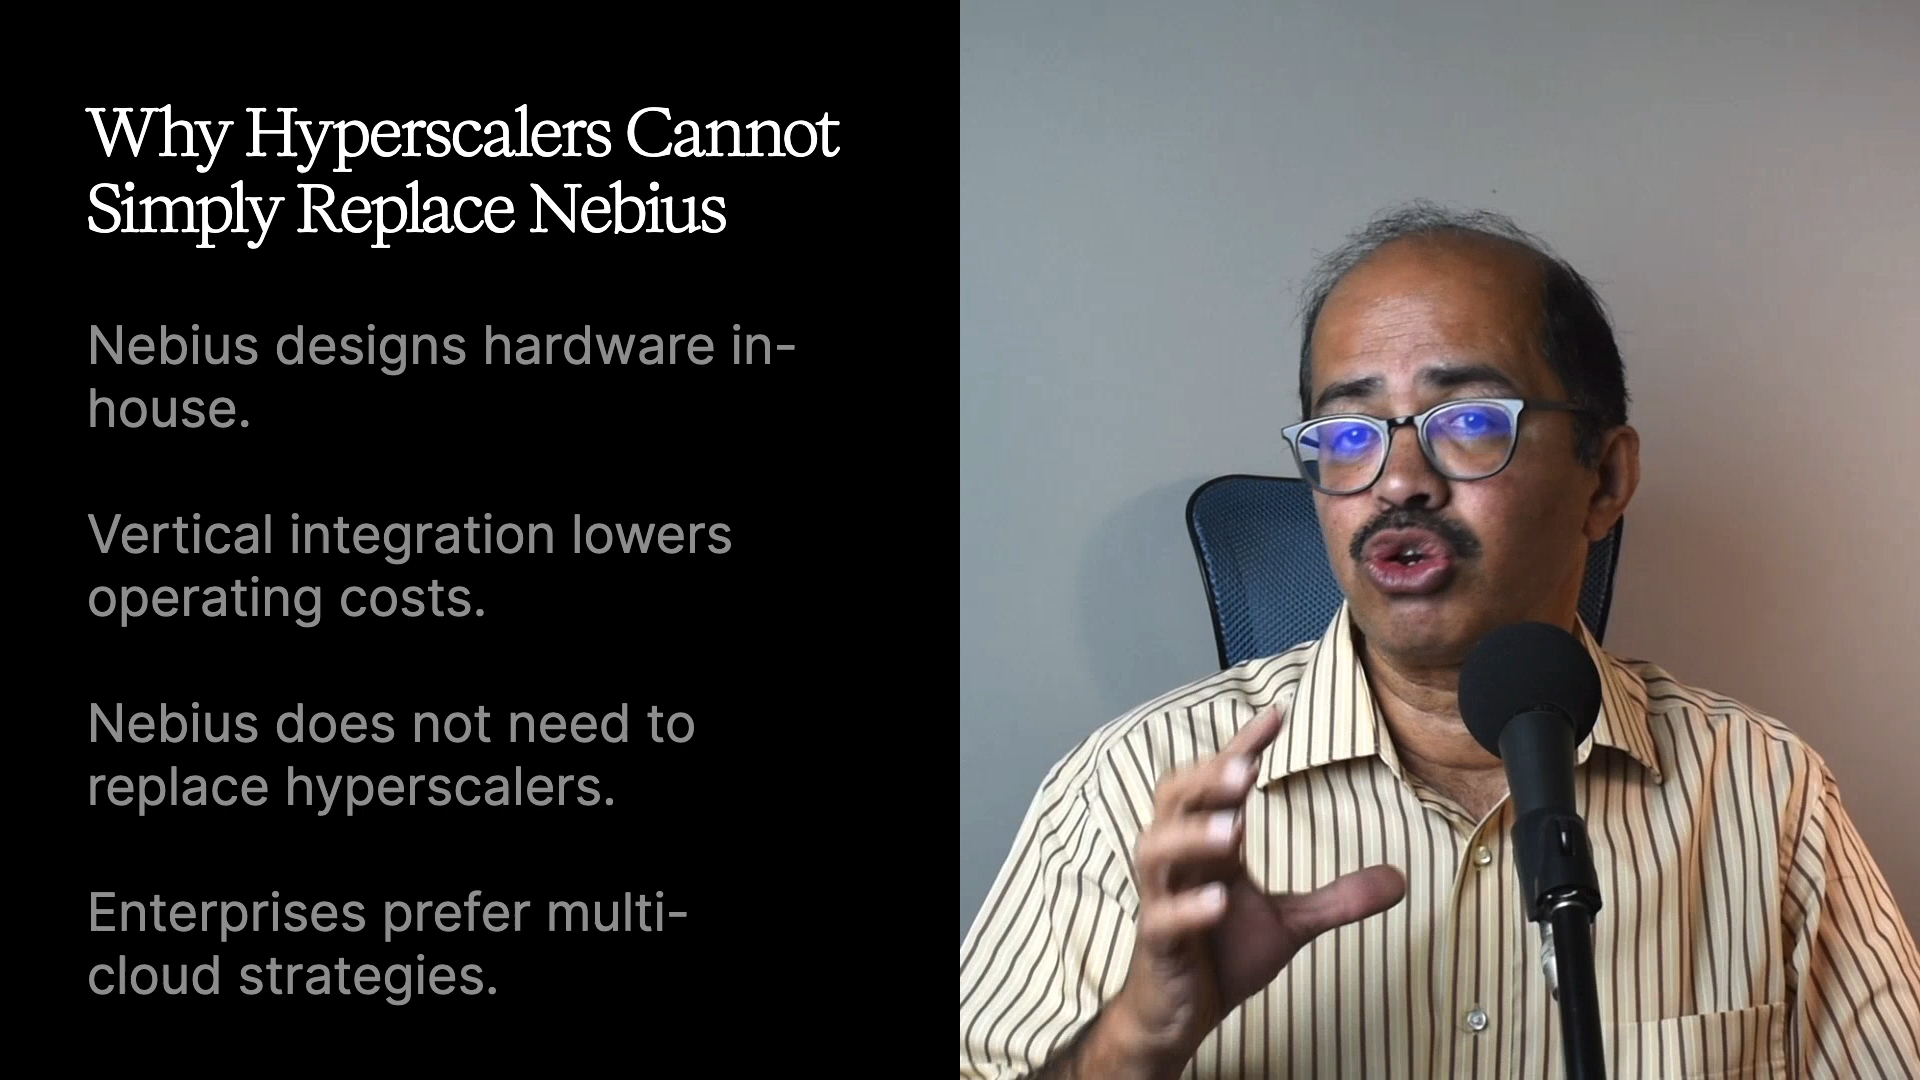 Why Hyperscalers Cannot
Simply Replace Nebius
Nebius designs hardware in-
house.
Vertical integration lowers
operating costs.
Nebius does not need to
replace hyperscalers.
Enterprises prefer multi-
cloud strategies.